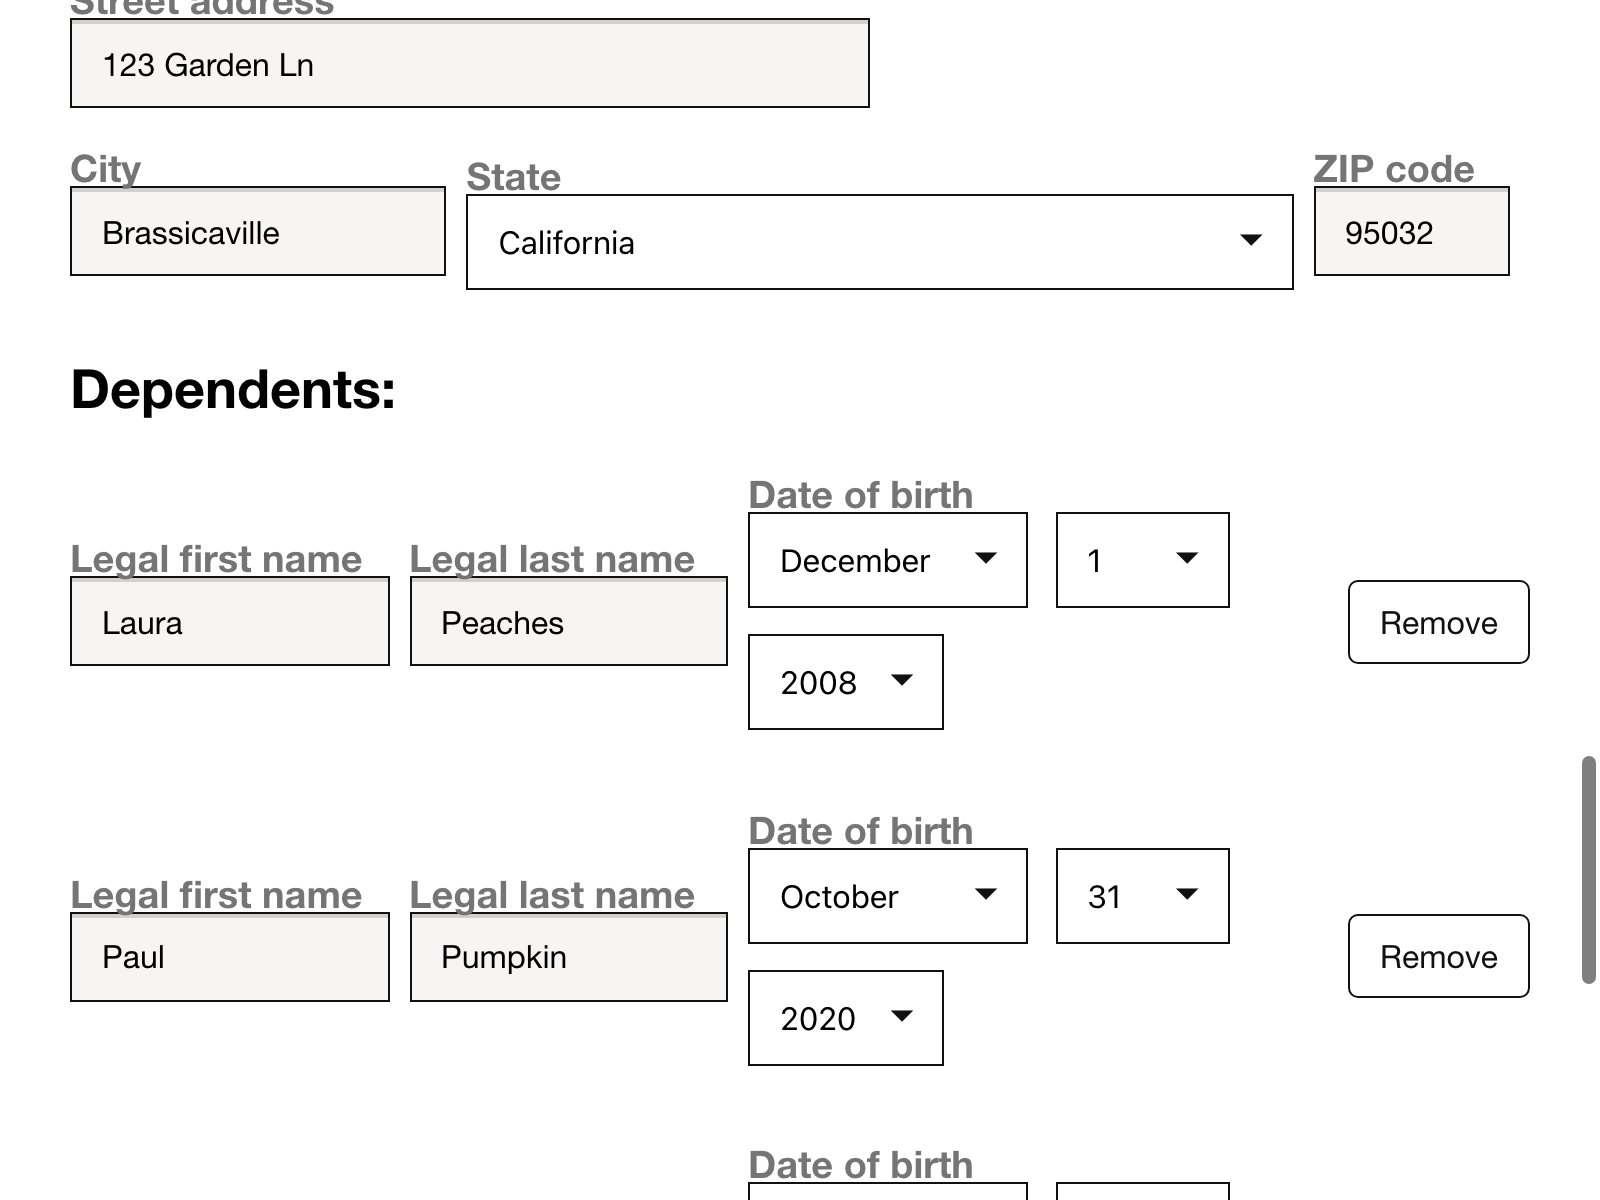 Street address
123 Garden Ln
City State ZIP code
Brassicaville California 95032
Dependents:
Date of birth
Legal first name Legal last name December 1
Laura Peaches Remove
2008
Date of birth
Legal first name Legal last name October 31
Paul Pumpkin Remove
2020
Date of birth